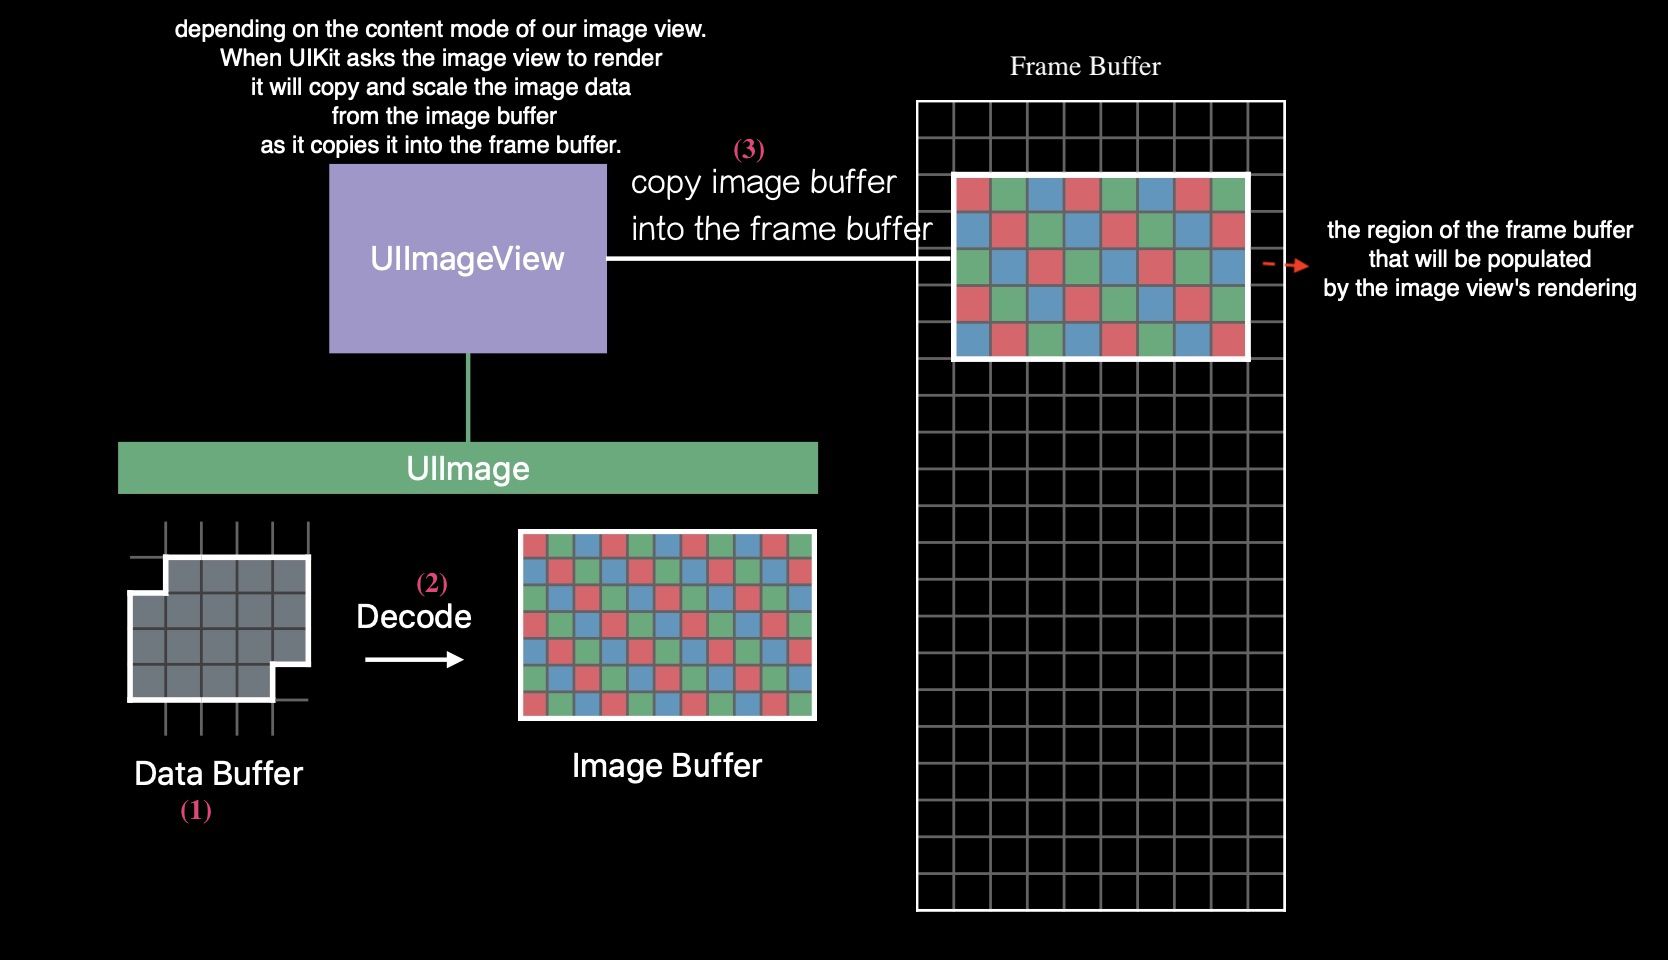 depending on the content mode of our image view.
When UIKit asks the image view to render
it will copy and scale the image data
from the image buffer
as it copies it into the frame buffer.
Frame Buffer
(3)
copy image buffer
into the frame buffer
UIImageView
the region of the frame buffer
that will be populated
by the image view's rendering
UIImage
(2)
Decode
Data Buffer
(1)
Image Buffer